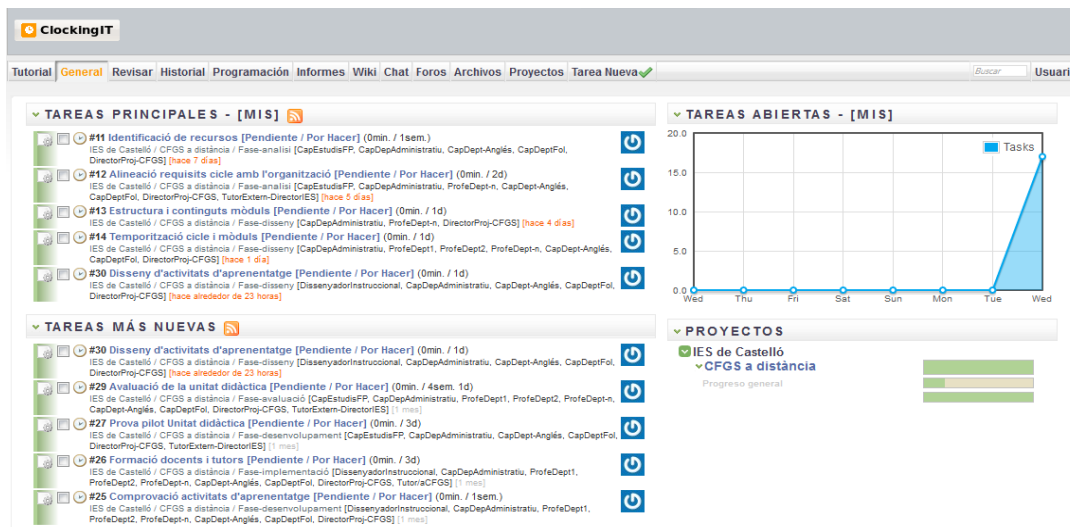 ClockingIT
Tutorial General Revisar Historial Programación Informes Wiki Chat Foros Archivos Proyectos Tarea Nueva Buscar Usuari
TAREAS PRINCIPALES - [MIS]
#11 Identificació de recursos [Pendiente / Por Hacer] (0min. / 1sem.)
IES de Castelló / CFGS a distància / Fase-analisi [CapEstudisFP, CapDepAdministratiu, CapDept-Anglés, CapDeptFol,
DirectorProj-CFGS] [hace 7 días]
#12 Alineació requisits cicle amb l'organització [Pendiente / Por Hacer] (0min. / 2d)
IES de Castelló / CFGS a distància / Fase-analisi [CapEstudisFP, CapDepAdministratiu, ProfeDept-n, CapDept-Anglés,
CapDeptFol, DirectorProj-CFGS, TutorExtern-DirectorIES] [hace 5 días]
#13 Estructura i continguts mòduls [Pendiente / Por Hacer] (0min. / 1d)
IES de Castelló / CFGS a distància / Fase-disseny [CapDepAdministratiu, ProfeDept-n, DirectorProj-CFGS] [hace 4 días]
#14 Temporització cicle i mòduls [Pendiente / Por Hacer] (0min. / 1d)
IES de Castelló / CFGS a distància / Fase-disseny [CapDepAdministratiu, ProfeDept1, ProfeDept2, ProfeDept-n, CapDept-Anglés,
CapDeptFol, DirectorProj-CFGS] [hace 1 día]
#30 Disseny d'activitats d'aprenentatge [Pendiente / Por Hacer] (0min. / 1d)
IES de Castelló / CFGS a distància / Fase-disseny [DissenyadorInstruccional, CapDepAdministratiu, CapDept-Anglés, CapDeptFol,
DirectorProj-CFGS] [hace alrededor de 23 horas]
TAREAS MÁS NUEVAS
#30 Disseny d'activitats d'aprenentatge [Pendiente / Por Hacer] (0min. / 1d)
IES de Castelló / CFGS a distància / Fase-disseny [DissenyadorInstruccional, CapDepAdministratiu, CapDept-Anglés, CapDeptFol,
DirectorProj-CFGS] [hace alrededor de 23 horas]
#29 Avaluació de la unitat didàctica [Pendiente / Por Hacer] (0min. / 4sem. 1d)
IES de Castelló / CFGS a distància / Fase-avaluació [CapEstudisFP, CapDepAdministratiu, ProfeDept1, ProfeDept2, ProfeDept-n,
CapDept-Anglés, CapDeptFol, DirectorProj-CFGS, TutorExtern-DirectorIES] [1 mes]
#27 Prova pilot Unitat didàctica [Pendiente / Por Hacer] (0min. / 3d)
IES de Castelló / CFGS a distància / Fase-desenvolupament [CapEstudisFP, CapDepAdministratiu, CapDept-Anglés, CapDeptFol,
DirectorProj-CFGS, TutorExtern-DirectorIES] [1 mes]
#26 Formació docents i tutors [Pendiente / Por Hacer] (0min. / 3d)
IES de Castelló / CFGS a distància / Fase-implementació [DissenyadorInstruccional, CapDepAdministratiu, ProfeDept1,
ProfeDept2, ProfeDept-n, CapDept-Anglés, CapDeptFol, DirectorProj-CFGS, Tutor/aCFGS] [1 mes]
#25 Comprovació activitats d'aprenentatge [Pendiente / Por Hacer] (0min. / 1sem.)
IES de Castelló / CFGS a distància / Fase-desenvolupament [DissenyadorInstruccional, CapDepAdministratiu, ProfeDept1,
ProfeDept2, ProfeDept-n, CapDept-Anglés, CapDeptFol, DirectorProj-CFGS] [1 mes]
TAREAS ABIERTAS - [MIS]
20.0
Tasks
15.0
10.0
5.0
0.0
Wed Thu Fri Sat Sun Mon Tue Wed
PROYECTOS
IES de Castelló
CFGS a distància
Progreso general